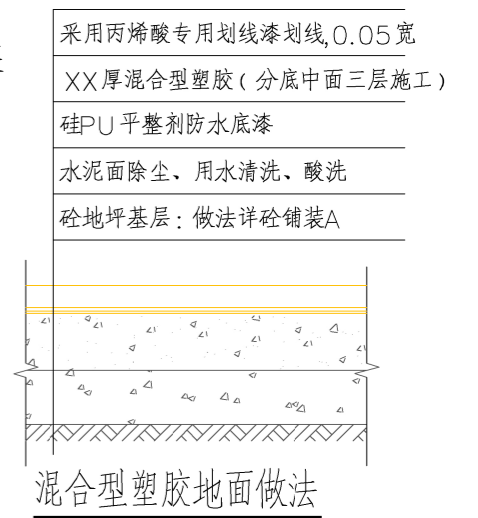 采用丙烯酸专用划线漆划线,0.05宽
XX厚混合型塑胶(分底中面三层施工)
硅PU平整剂防水底漆
水泥面除尘、用水清洗、酸洗
砼地坪基层:做法详砼铺装A
混合型塑胶地面做法